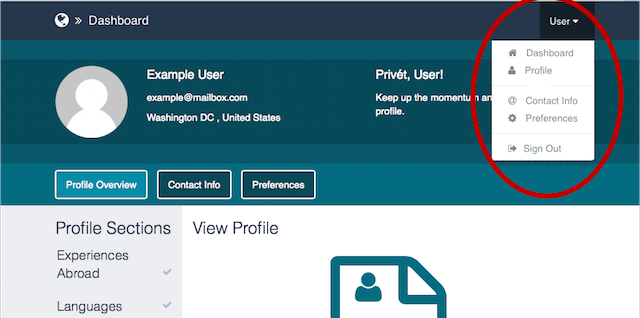 » Dashboard
User
Dashboard
Profile
@ Contact Info
Preferences
Sign Out
Example User
example@mailbox.com
Washington DC , United States
Privét, User!
Keep up the momentum an
profile.
Profile Overview
Contact Info
Preferences
Profile Sections
Experiences
Abroad
Languages
View Profile